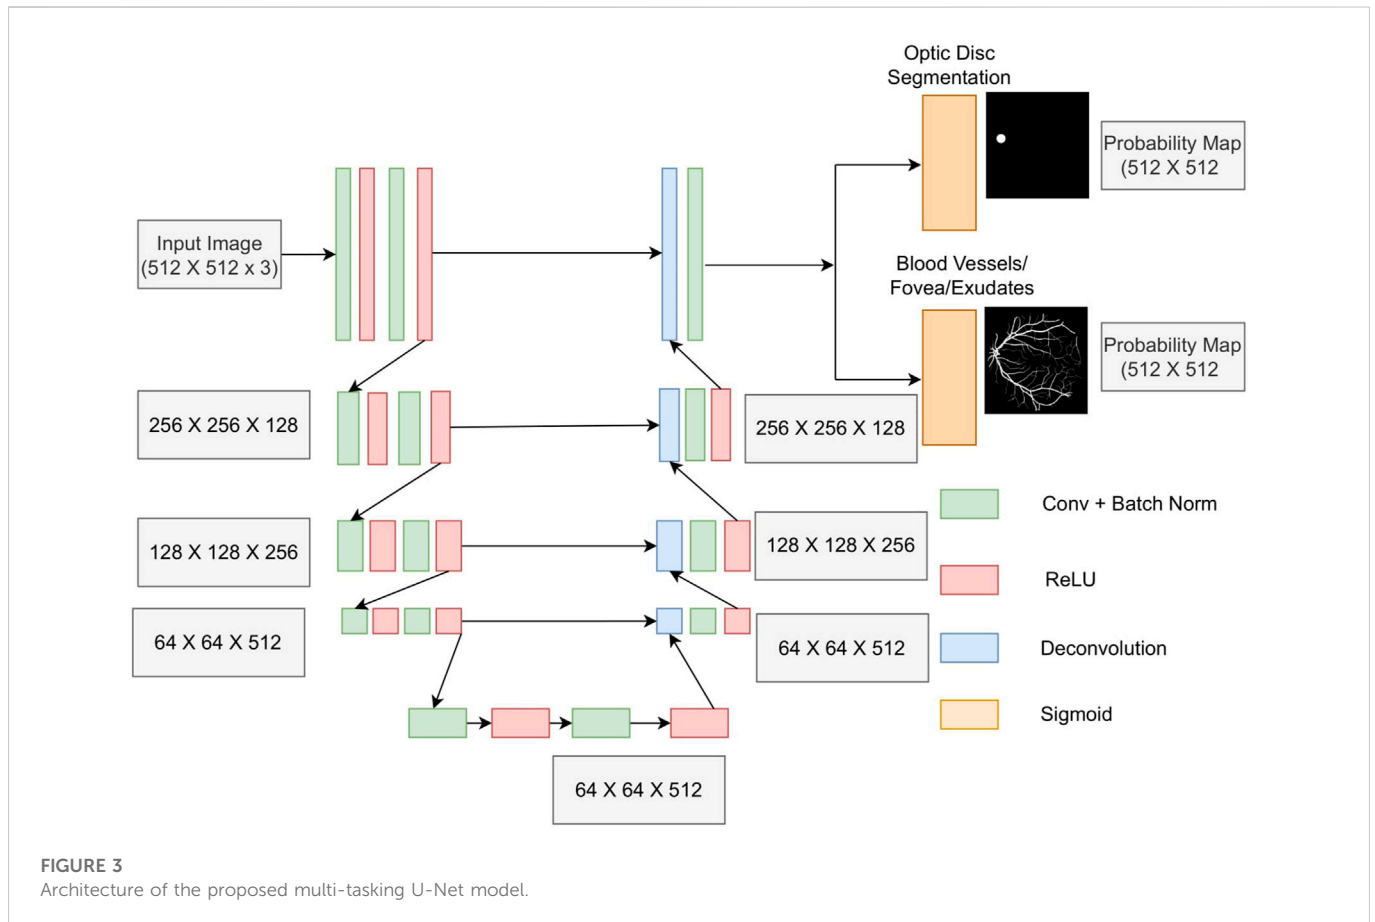 Optic Disc
Segmentation
Probability Map
(512 X 512
Input Image
(512 X 512 x 3)
Blood Vessels/
Fovea/Exudates
Probability Map
(512 X 512
256 X 256 X 128
256 X 256 X 128
128 X 128 X 256
128 X 128 X 256
64 X 64 X 512
64 X 64 X 512
64 X 64 X 512
Conv + Batch Norm
ReLU
Deconvolution
Sigmoid
FIGURE 3
Architecture of the proposed multi-tasking U-Net model.